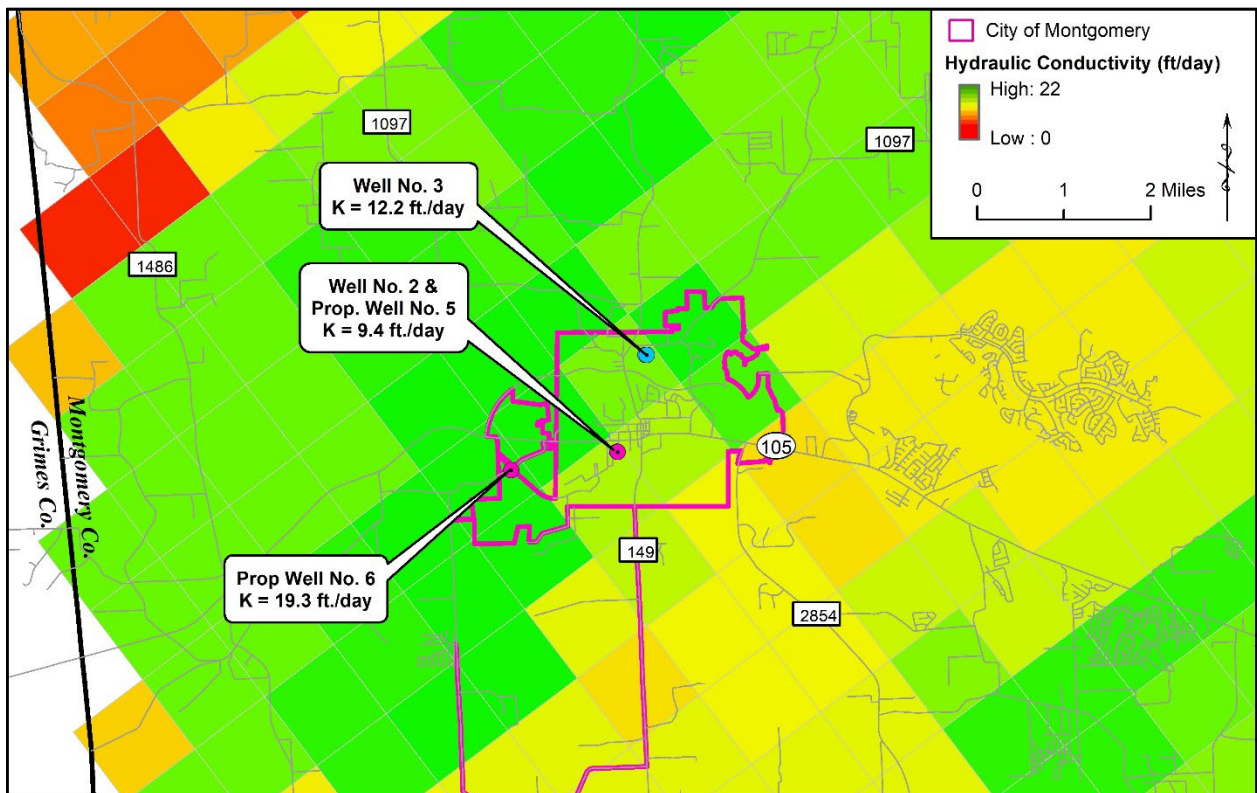 City of Montgomery
Hydraulic Conductivity (ft/day)
High: 22
Low : 0
0 1 2 Miles
1097
1097
Well No. 3
K = 12.2 ft./day
1486
Well No. 2 &
Prop. Well No. 5
K = 9.4 ft./day
Montgomery Co.
Grimes Co.
105
Prop Well No. 6
K = 19.3 ft./day
149
2854